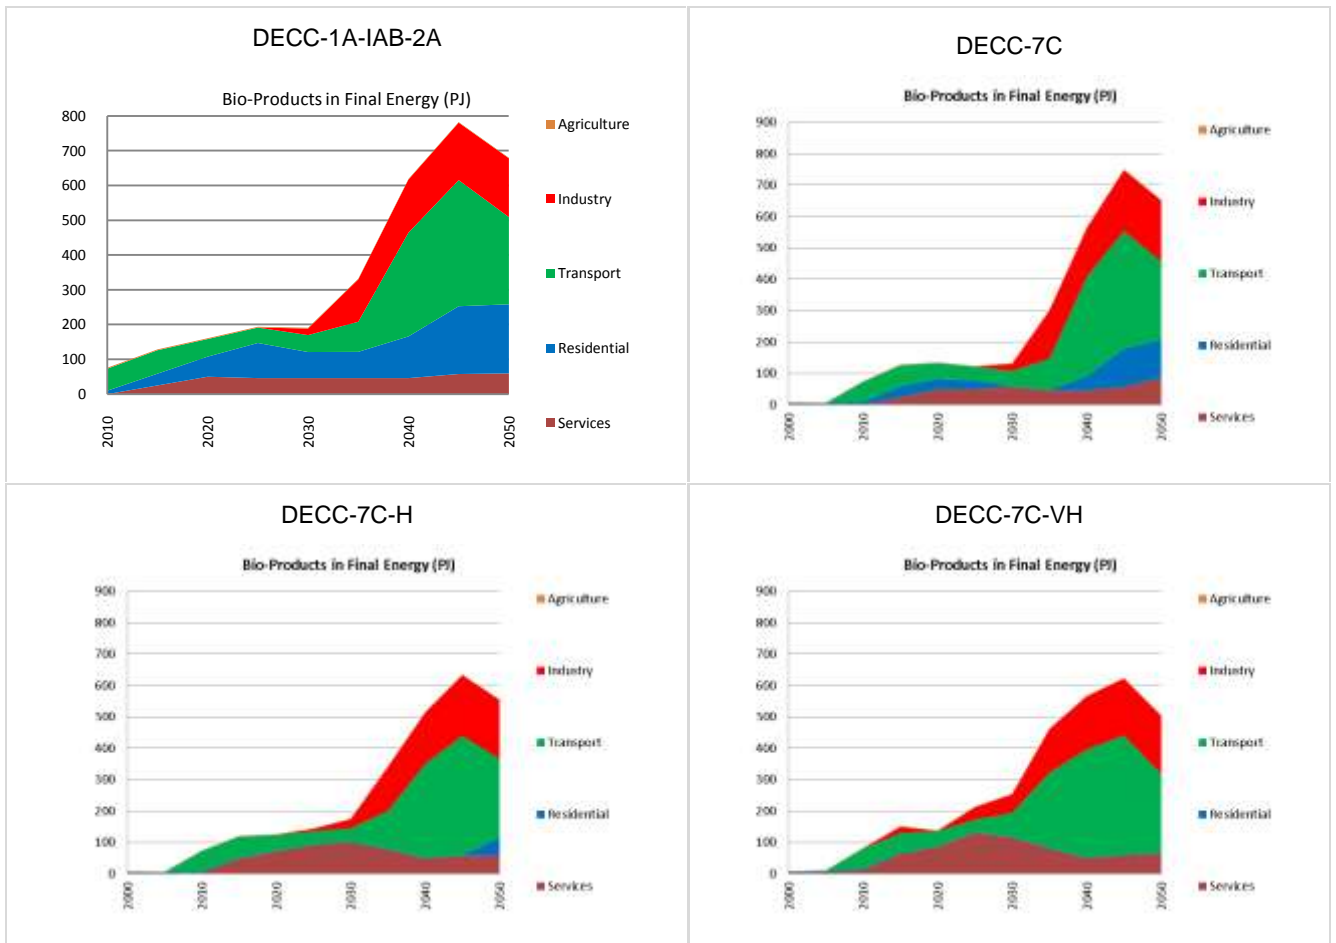 DECC-1A-IAB-2A
Bio-Products in Final Energy (PJ)
800
700
600
500
400
300
200
100
0
2010
2020
2030
2040
2050
Agriculture
Industry
Transport
Residential
Services
DECC-7C
Bio-Products in Final Energy (PJ)
900
800
700
600
500
400
300
200
100
0
2000
2010
2020
2030
2040
2050
Agriculture
Industry
Transport
Residential
Services
DECC-7C-H
Bio-Products in Final Energy (PJ)
900
800
700
600
500
400
300
200
100
0
2000
2010
2020
2030
2040
2050
Agriculture
Industry
Transport
Residential
Services
DECC-7C-VH
Bio-Products in Final Energy (PJ)
900
800
700
600
500
400
300
200
100
0
2000
2010
2020
2030
2040
2050
Agriculture
Industry
Transport
Residential
Services